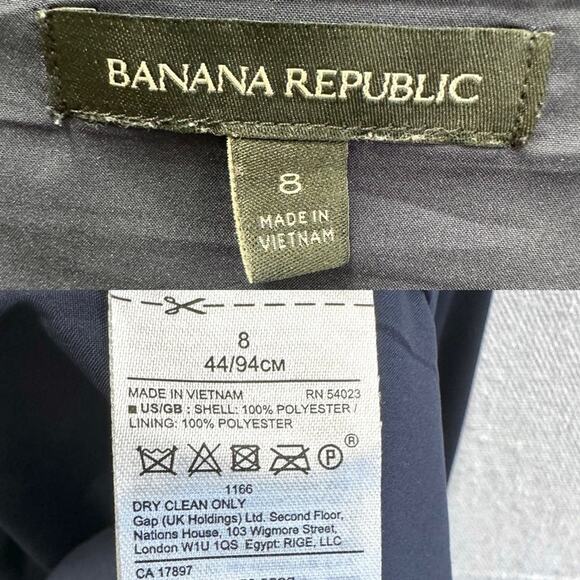 BANANA REPUBLIC
8
MADE IN
VIETNAM
8
44/94CM
MADE IN VIETNAM RN 54023
■ US/GB : SHELL: 100% POLYESTER /
LINING: 100% POLYESTER
P ®
1166
DRY CLEAN ONLY
Gap (UK Holdings) Ltd. Second Floor,
Nations House, 103 Wigmore Street,
London W1U 1QS Egypt: RIGE, LLC
CA 17897